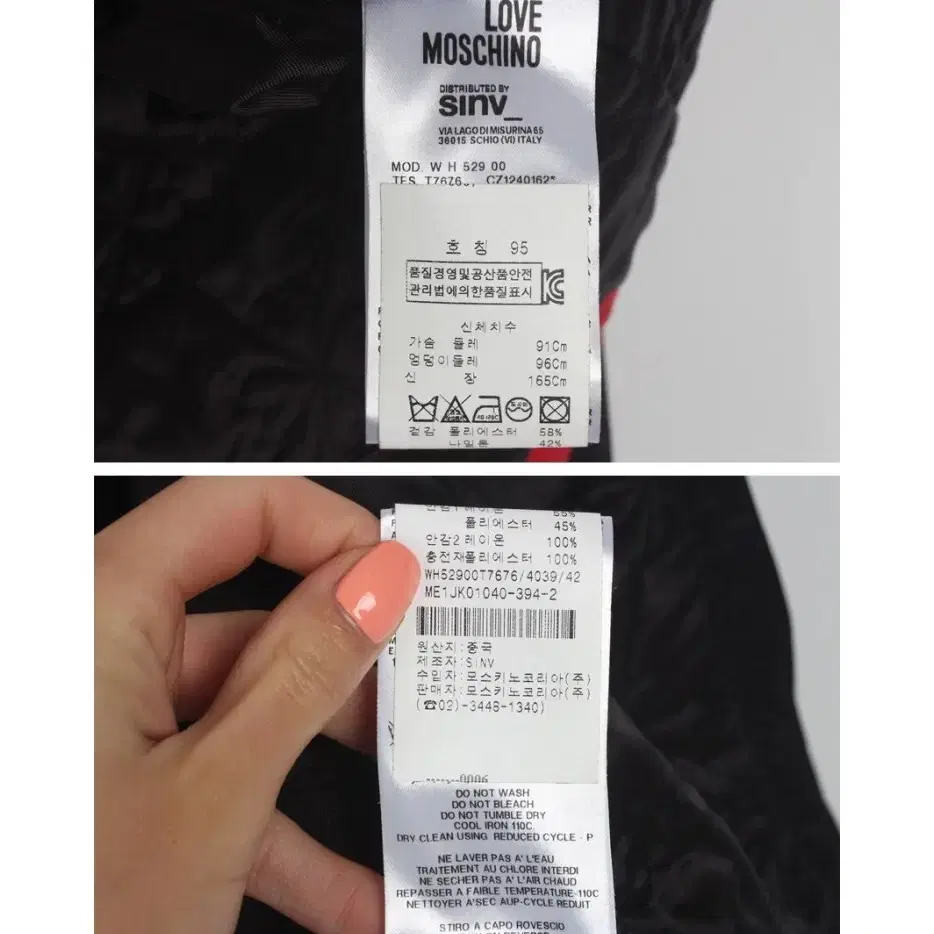 LOVE
MOSCHINO
DISTRIBUTED BY
sinv_
VIA LAGO DI MISURINA 65
36015 SCHIO (VI) ITALY
MOD. W H 529 00
CZ1240162*
호 칭 95
품질경영및공산품안전
관리법에의한품질표시
신체치수
가슴 둘레 91Cm
엉덩이둘레 96Cm
신 장 165Cm
겉감 폴리에스터 58%
나일론 42%
55%
폴리에스터 45%
안감2레이온 100%
충전재폴리에스터 100%
WH52900T7676/4039/42
ME1JK01040-394-2
원산지:중국
제조자:SINV
수입자:모스키노코리아(주)
판매자:모스키노코리아(주)
(☎02)-3448-1340)
DO NOT WASH
DO NOT BLEACH
DO NOT TUMBLE DRY
COOL IRON 110C
DRY CLEAN USING REDUCED CYCLE - P
NE LAVER PAS A' L'EAU
TRAITEMENT AU CHLORE INTERDI
NE SECHER PAS A' L'AIR CHAUD
REPASSER A FAIBLE TEMPERATURE-110C
NETTOYER A'SEC AUP-CYCLE REDUIT
STIRO A CAPO ROVESCIO